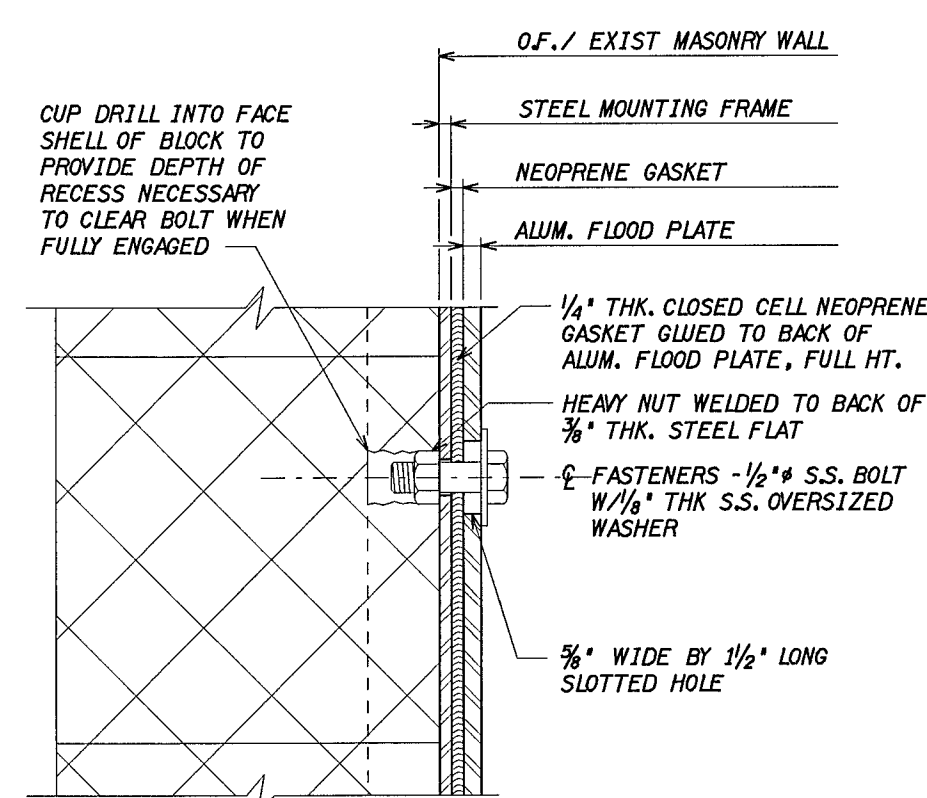 O.F./ EXIST MASONRY WALL
STEEL MOUNTING FRAME
NEOPRENE GASKET
ALUM. FLOOD PLATE
CUP DRILL INTO FACE
SHELL OF BLOCK TO
PROVIDE DEPTH OF
RECESS NECESSARY
TO CLEAR BOLT WHEN
FULLY ENGAGED
1/4" THK. CLOSED CELL NEOPRENE
GASKET GLUED TO BACK OF
ALUM. FLOOD PLATE, FULL HT.
HEAVY NUT WELDED TO BACK OF
3/8" THK. STEEL FLAT
℄ FASTENERS - 1/2"ø S.S. BOLT
W/1/8" THK S.S. OVERSIZED
WASHER
5/8" WIDE BY 1 1/2" LONG
SLOTTED HOLE